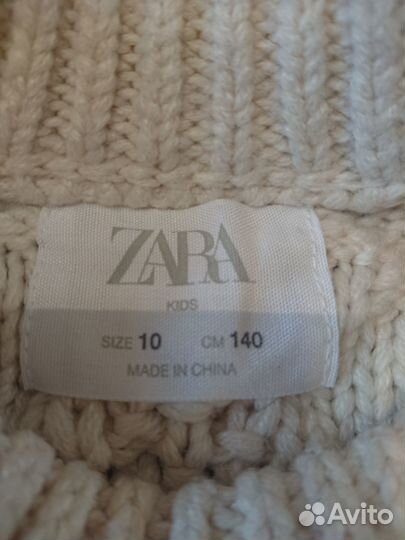 ZARA
KIDS
SIZE 10 CM 140
MADE IN CHINA
Avito